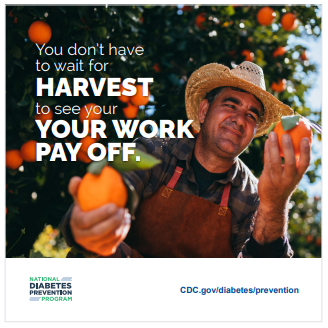 You don't have
to wait for
HARVEST
to see your
YOUR WORK
PAY OFF.
NATIONAL
DIABETES
PREVENTION
PROGRAM
CDC.gov/diabetes/prevention